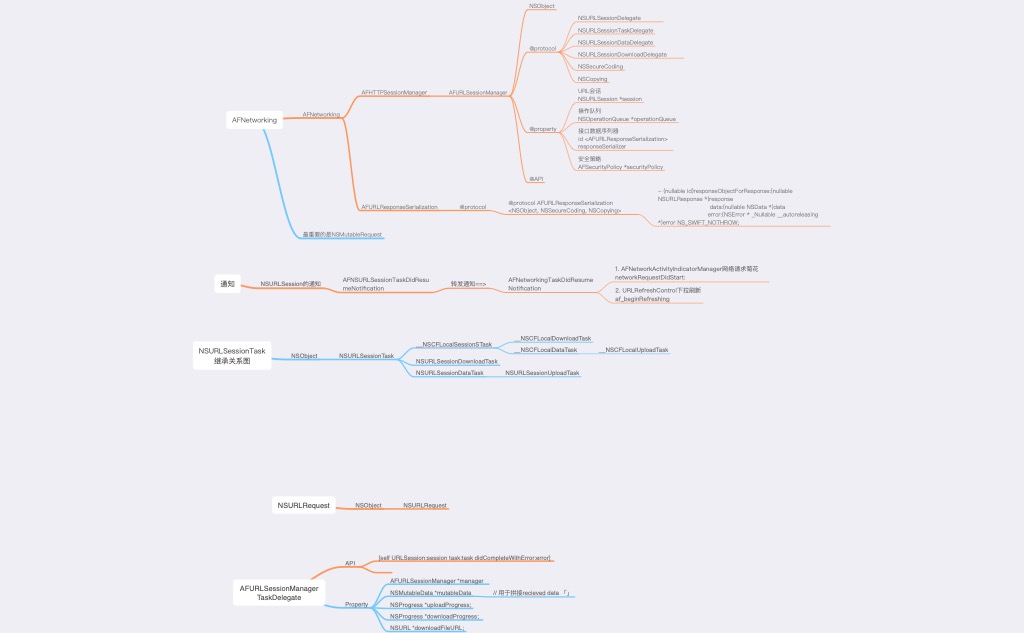 AFNetworking
AFNetworking
AFHTTPSessionManager
AFURLSessionManager
NSObject
@protocol
NSURLSessionDelegate
NSURLSessionTaskDelegate
NSURLSessionDataDelegate
NSURLSessionDownloadDelegate
NSSecureCoding
NSCopying
@property
URL会话
NSURLSession *session
操作队列
NSOperationQueue *operationQueue
接口数据序列器
id <AFURLResponseSerialization>
responseSerializer
安全策略
AFSecurityPolicy *securityPolicy
@API
AFURLResponseSerialization
@protocol
@protocol AFURLResponseSerialization
<NSObject, NSSecureCoding, NSCopying>
- (nullable id)responseObjectForResponse:(nullable
NSURLResponse *)response
data:(nullable NSData *)data
error:(NSError * _Nullable __autoreleasing
*)error NS_SWIFT_NOTHROW;
最重要的是NSMutableRequest
通知
NSURLSession的通知
AFNSURLSessionTaskDidResu
meNotification
转发通知==>
AFNetworkingTaskDidResume
Notification
1. AFNetworkActivityIndicatorManager网络请求菊花
networkRequestDidStart:
2. UIRefreshControl下拉刷新
af_beginRefreshing
NSURLSessionTask
继承关系图
NSObject
NSURLSessionTask
__NSCFLocalSessionSTask
__NSCFLocalDownloadTask
__NSCFLocalDataTask
__NSCFLocalUploadTask
NSURLSessionDownloadTask
NSURLSessionDataTask
NSURLSessionUploadTask
NSURLRequest
NSObject
NSURLRequest
AFURLSessionManager
TaskDelegate
API
[self URLSession:session task:task didCompleteWithError:error]
Property
AFURLSessionManager *manager
NSMutableData *mutableData
// 用于拼接recieved data 「」
NSProgress *uploadProgress;
NSProgress *downloadProgress;
NSURL *downloadFileURL;